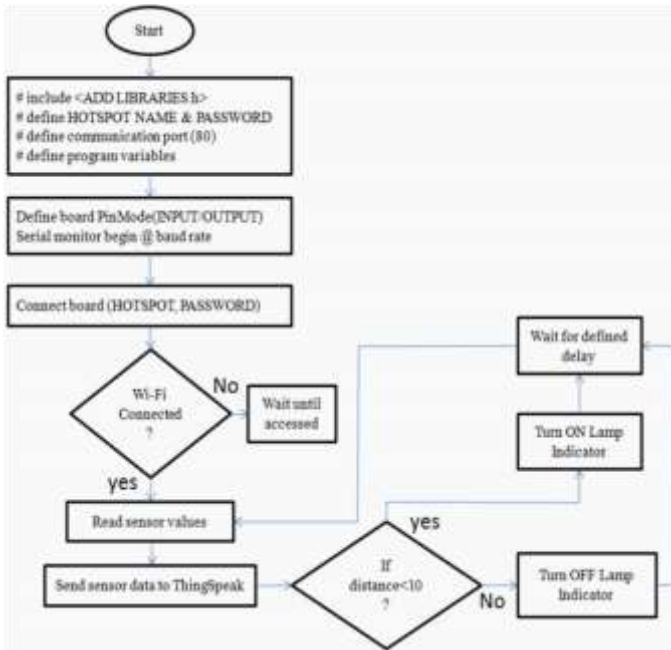 Start
# include <ADD LIBRARIES h>
# define HOTSPOT NAME & PASSWORD
# define communication port (80)
# define program variables
Define board PinMode(INPUT/OUTPUT)
Serial monitor begin @ baud rate
Connect board (HOTSPOT, PASSWORD)
Wi-Fi
Connected
?
No
Wait until
accessed
yes
Read sensor values
Send sensor data to ThingSpeak
If
distance<10
?
yes
No
Turn ON Lamp
Indicator
Turn OFF Lamp
Indicator
Wait for defined
delay